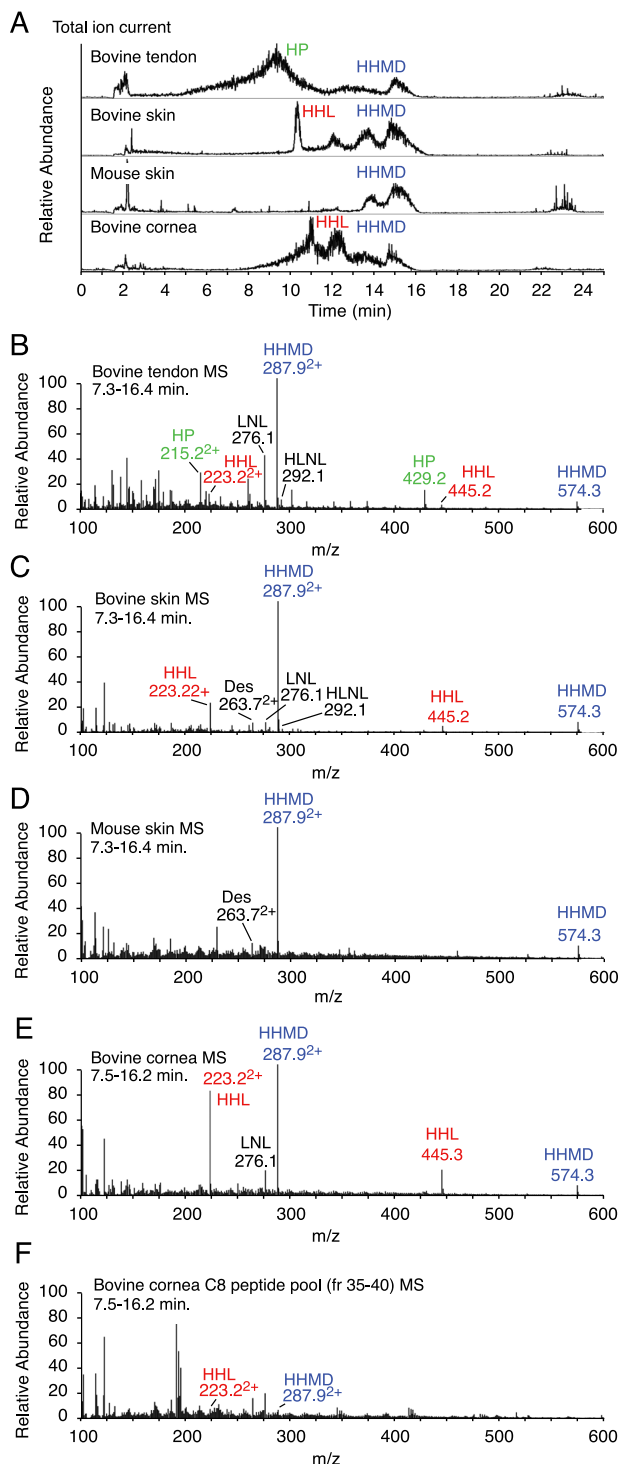 A
Total ion current
Relative Abundance
Bovine tendon
HP
HHMD
Bovine skin
HHL
HHMD
Mouse skin
HHMD
Bovine cornea
HHL
HHMD
0 2 4 6 8 10 12 14 16 18 20 22 24
Time (min)
B
Relative Abundance
Bovine tendon MS
7.3-16.4 min.
100
80
60
40
20
0
HP
215.2²⁺
HHL
223.2²⁺
LNL
276.1
HHMD
287.9²⁺
HLNL
292.1
HP
429.2
HHL
445.2
HHMD
574.3
100 200 250 300 400 500 600
m/z
C
Relative Abundance
Bovine skin MS
7.3-16.4 min.
100
80
60
40
20
0
HHL
223.22+
Des
263.7²⁺
LNL
276.1
HHMD
287.9²⁺
HLNL
292.1
HHL
445.2
HHMD
574.3
100 200 250 300 400 500 600
m/z
D
Relative Abundance
Mouse skin MS
7.3-16.4 min.
100
80
60
40
20
0
Des
263.7²⁺
HHMD
287.9²⁺
HHMD
574.3
100 200 250 300 400 500 600
m/z
E
Relative Abundance
Bovine cornea MS
7.5-16.2 min.
100
80
60
40
20
0
223.2²⁺
HHL
LNL
276.1
HHMD
287.9²⁺
HHL
445.3
HHMD
574.3
100 200 250 300 400 500 600
m/z
F
Relative Abundance
Bovine cornea C8 peptide pool (fr 35-40) MS
7.5-16.2 min.
100
80
60
40
20
0
HHL
223.2²⁺
HHMD
287.9²⁺
100 200 250 300 400 500 600
m/z